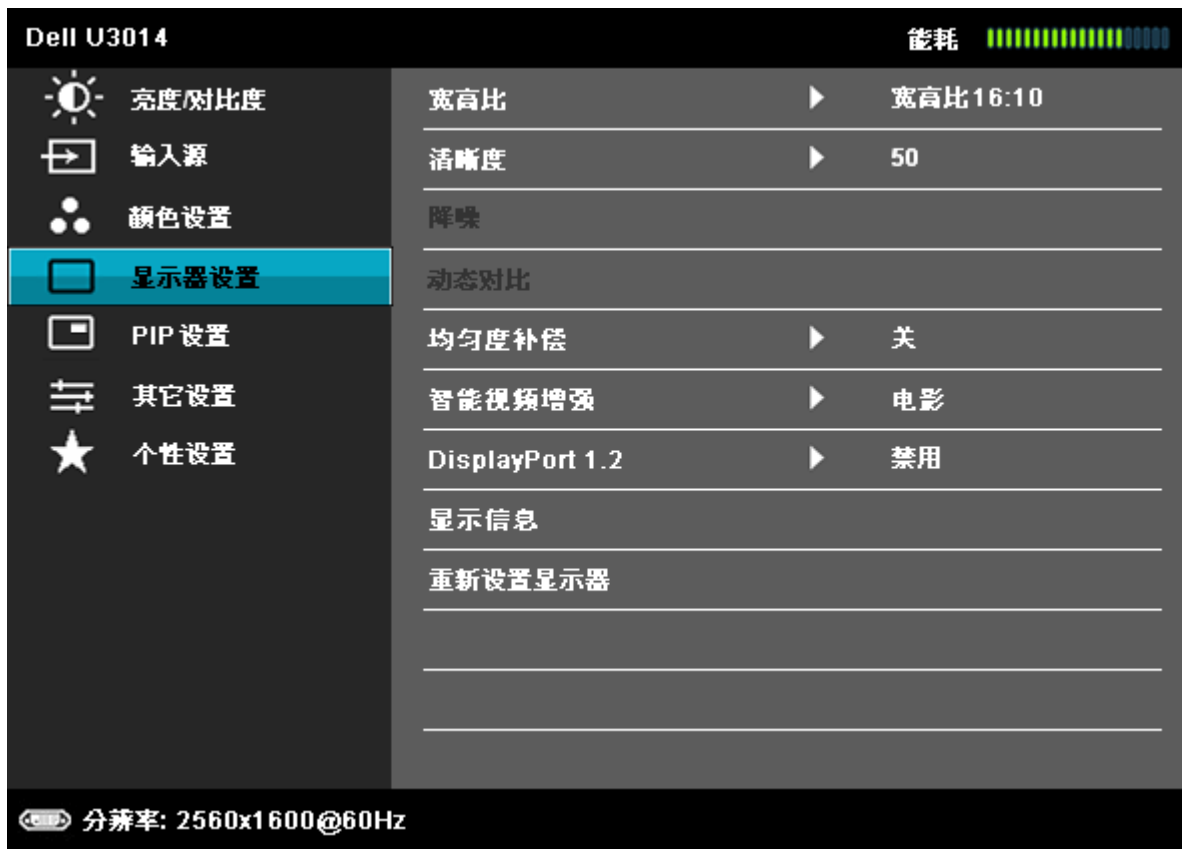 Dell U3014 能耗
亮度/对比度
输入源
颜色设置
显示器设置
PIP 设置
其它设置
个性设置
宽高比 宽高比16:10
清晰度 50
降噪
动态对比
均匀度补偿 关
智能视频增强 电影
DisplayPort 1.2 禁用
显示信息
重新设置显示器
分辨率: 2560x1600@60Hz